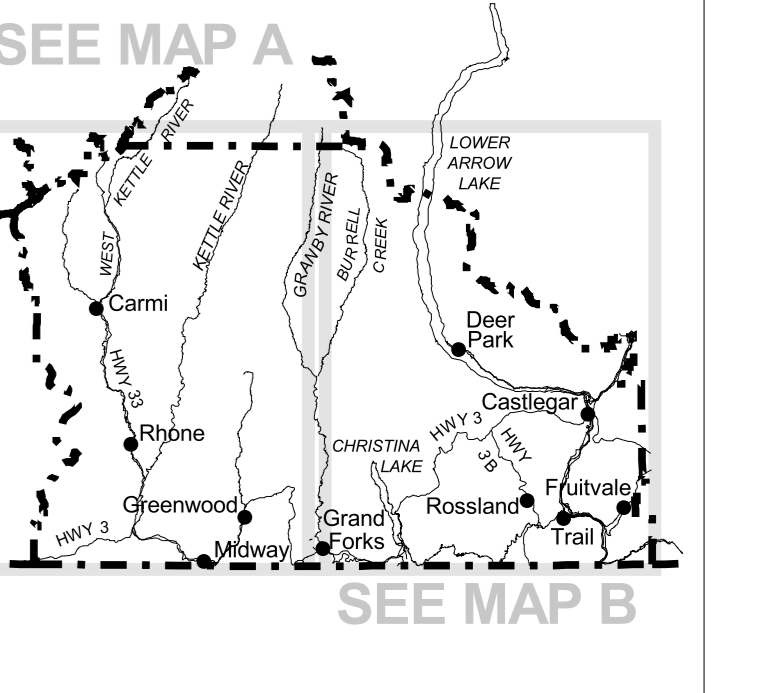 SEE MAP A
RIVER
KETTLE
WEST
KETTLE RIVER
GRANBY RIVER
BURRELL
CREEK
LOWER
ARROW
LAKE
Carmi
HWY 33
Deer
Park
Castlegar
HWY 3
HWY
3B
Rhone
CHRISTINA
LAKE
Greenwood
Rossland
Fruitvale
HWY 3
Midway
Grand
Forks
Trail
SEE MAP B